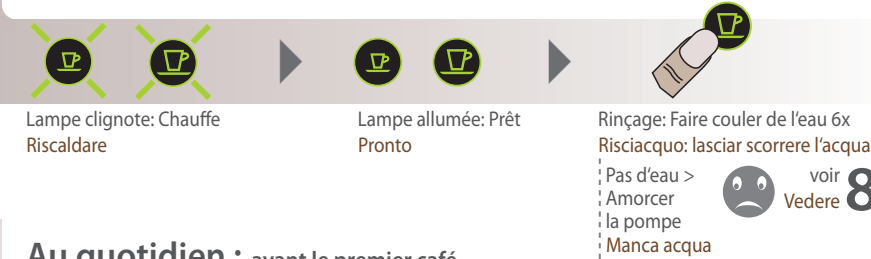 Lampe clignote: Chauffe
Riscaldare
Lampe allumée: Prêt
Pronto
Rinçage: Faire couler de l'eau 6x
Risciacquo: lasciar scorrere l'acqua
Pas d'eau >
Amorcer
la pompe
Manca acqua
voir
Vedere 8
Au quotidien : avant le premier café